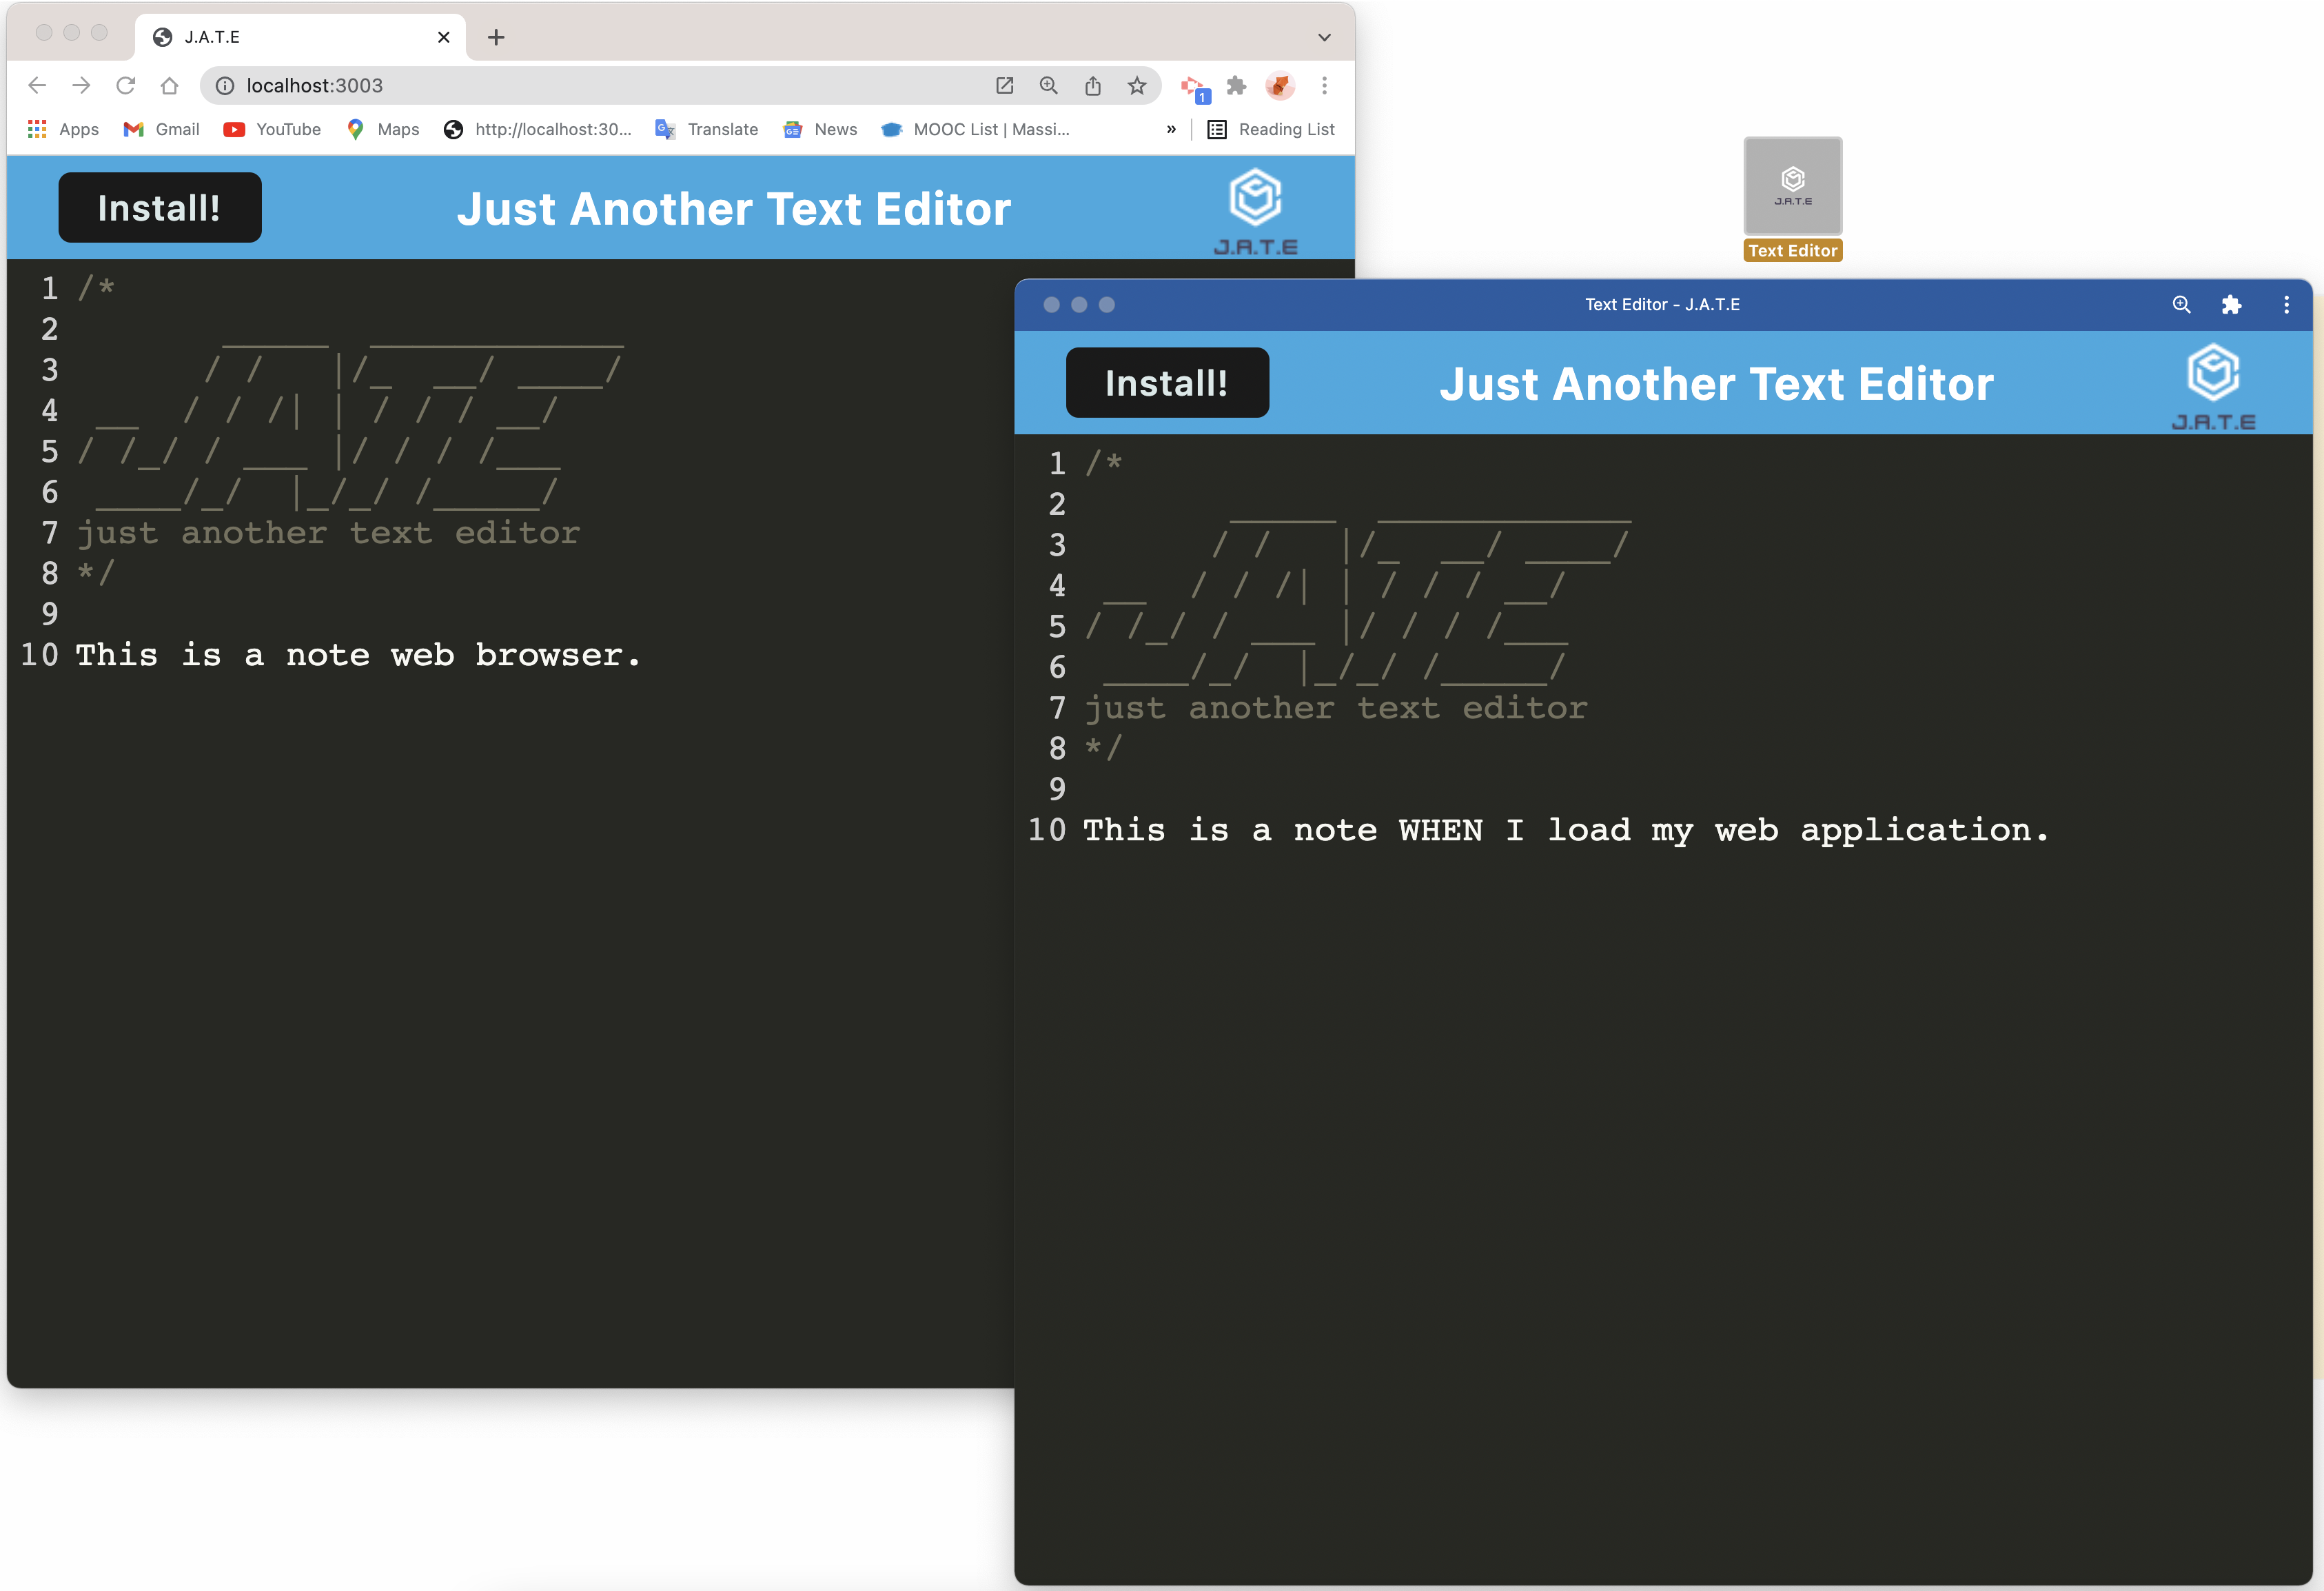 J.A.T.E
localhost:3003
1
Apps
Gmail
YouTube
Maps
http://localhost:30...
Translate
News
MOOC List | Massi...
»
Reading List
Install!
Just Another Text Editor
J.A.T.E
1 /*
2
3
4
5
6
7 just another text editor
8 */
9
10 This is a note web browser.
J.A.T.E
Text Editor
Text Editor - J.A.T.E
Install!
Just Another Text Editor
J.A.T.E
1 /*
2
3
4
5
6
7 just another text editor
8 */
9
10 This is a note WHEN I load my web application.